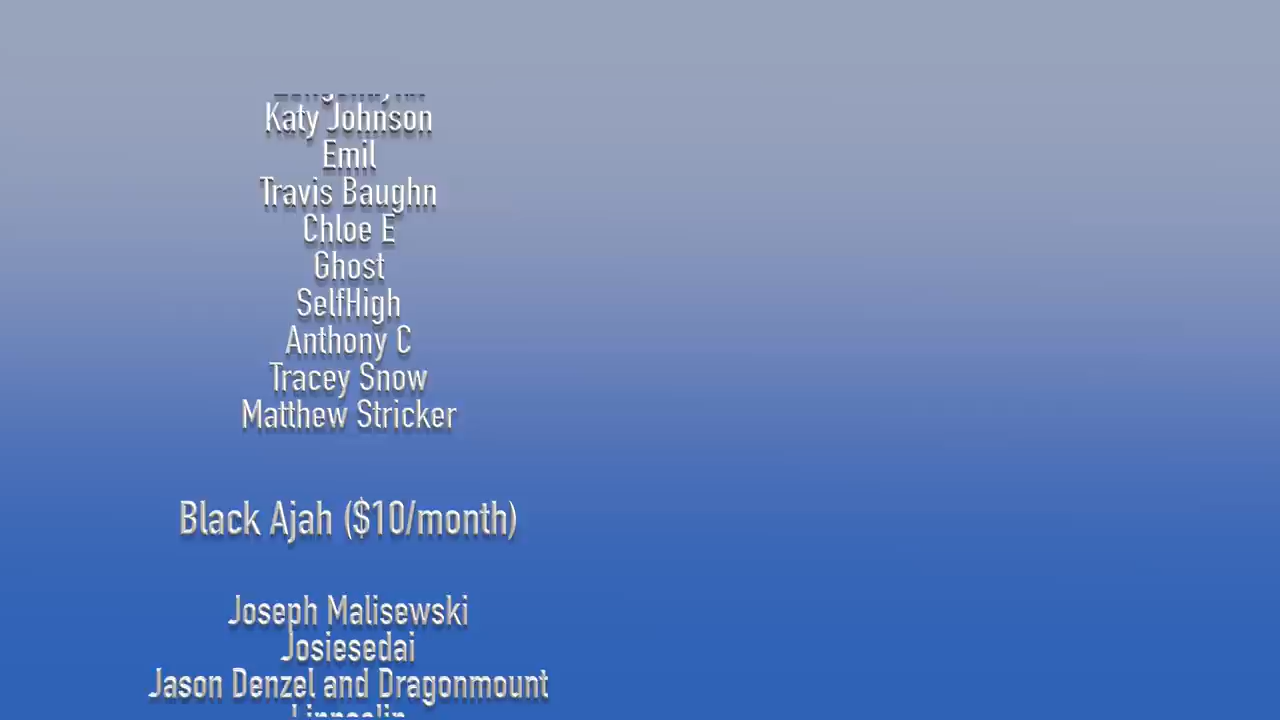 Katy Johnson
Emil
Travis Baughn
Chloe E
Ghost
SelfHigh
Anthony C
Tracey Snow
Matthew Stricker
Black Ajah ($10/month)
Joseph Malisewski
Josiesedai
Jason Denzel and Dragonmount